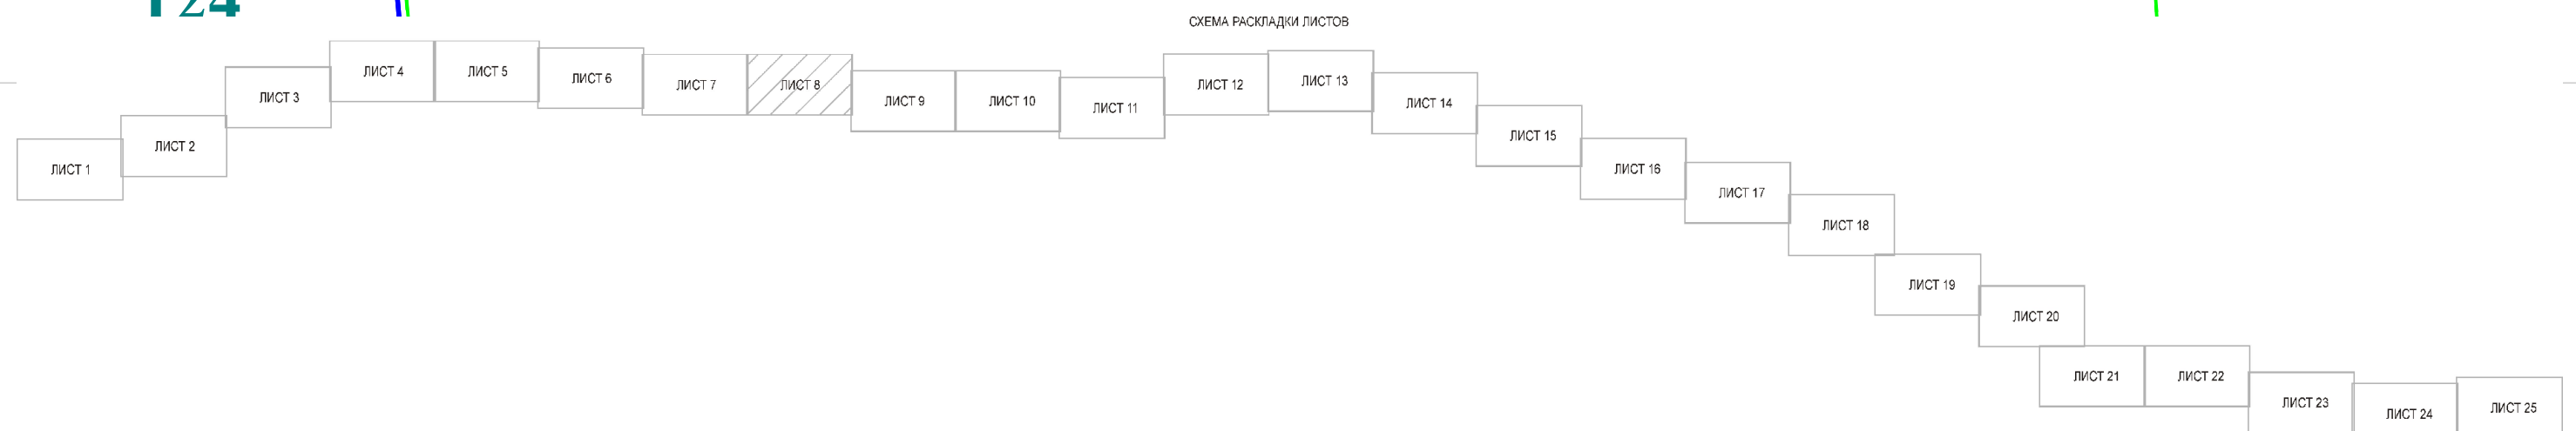 СХЕМА РАСКЛАДКИ ЛИСТОВ
ЛИСТ 1
ЛИСТ 2
ЛИСТ 3
ЛИСТ 4
ЛИСТ 5
ЛИСТ 6
ЛИСТ 7
ЛИСТ 8
ЛИСТ 9
ЛИСТ 10
ЛИСТ 11
ЛИСТ 12
ЛИСТ 13
ЛИСТ 14
ЛИСТ 15
ЛИСТ 16
ЛИСТ 17
ЛИСТ 18
ЛИСТ 19
ЛИСТ 20
ЛИСТ 21
ЛИСТ 22
ЛИСТ 23
ЛИСТ 24
ЛИСТ 25